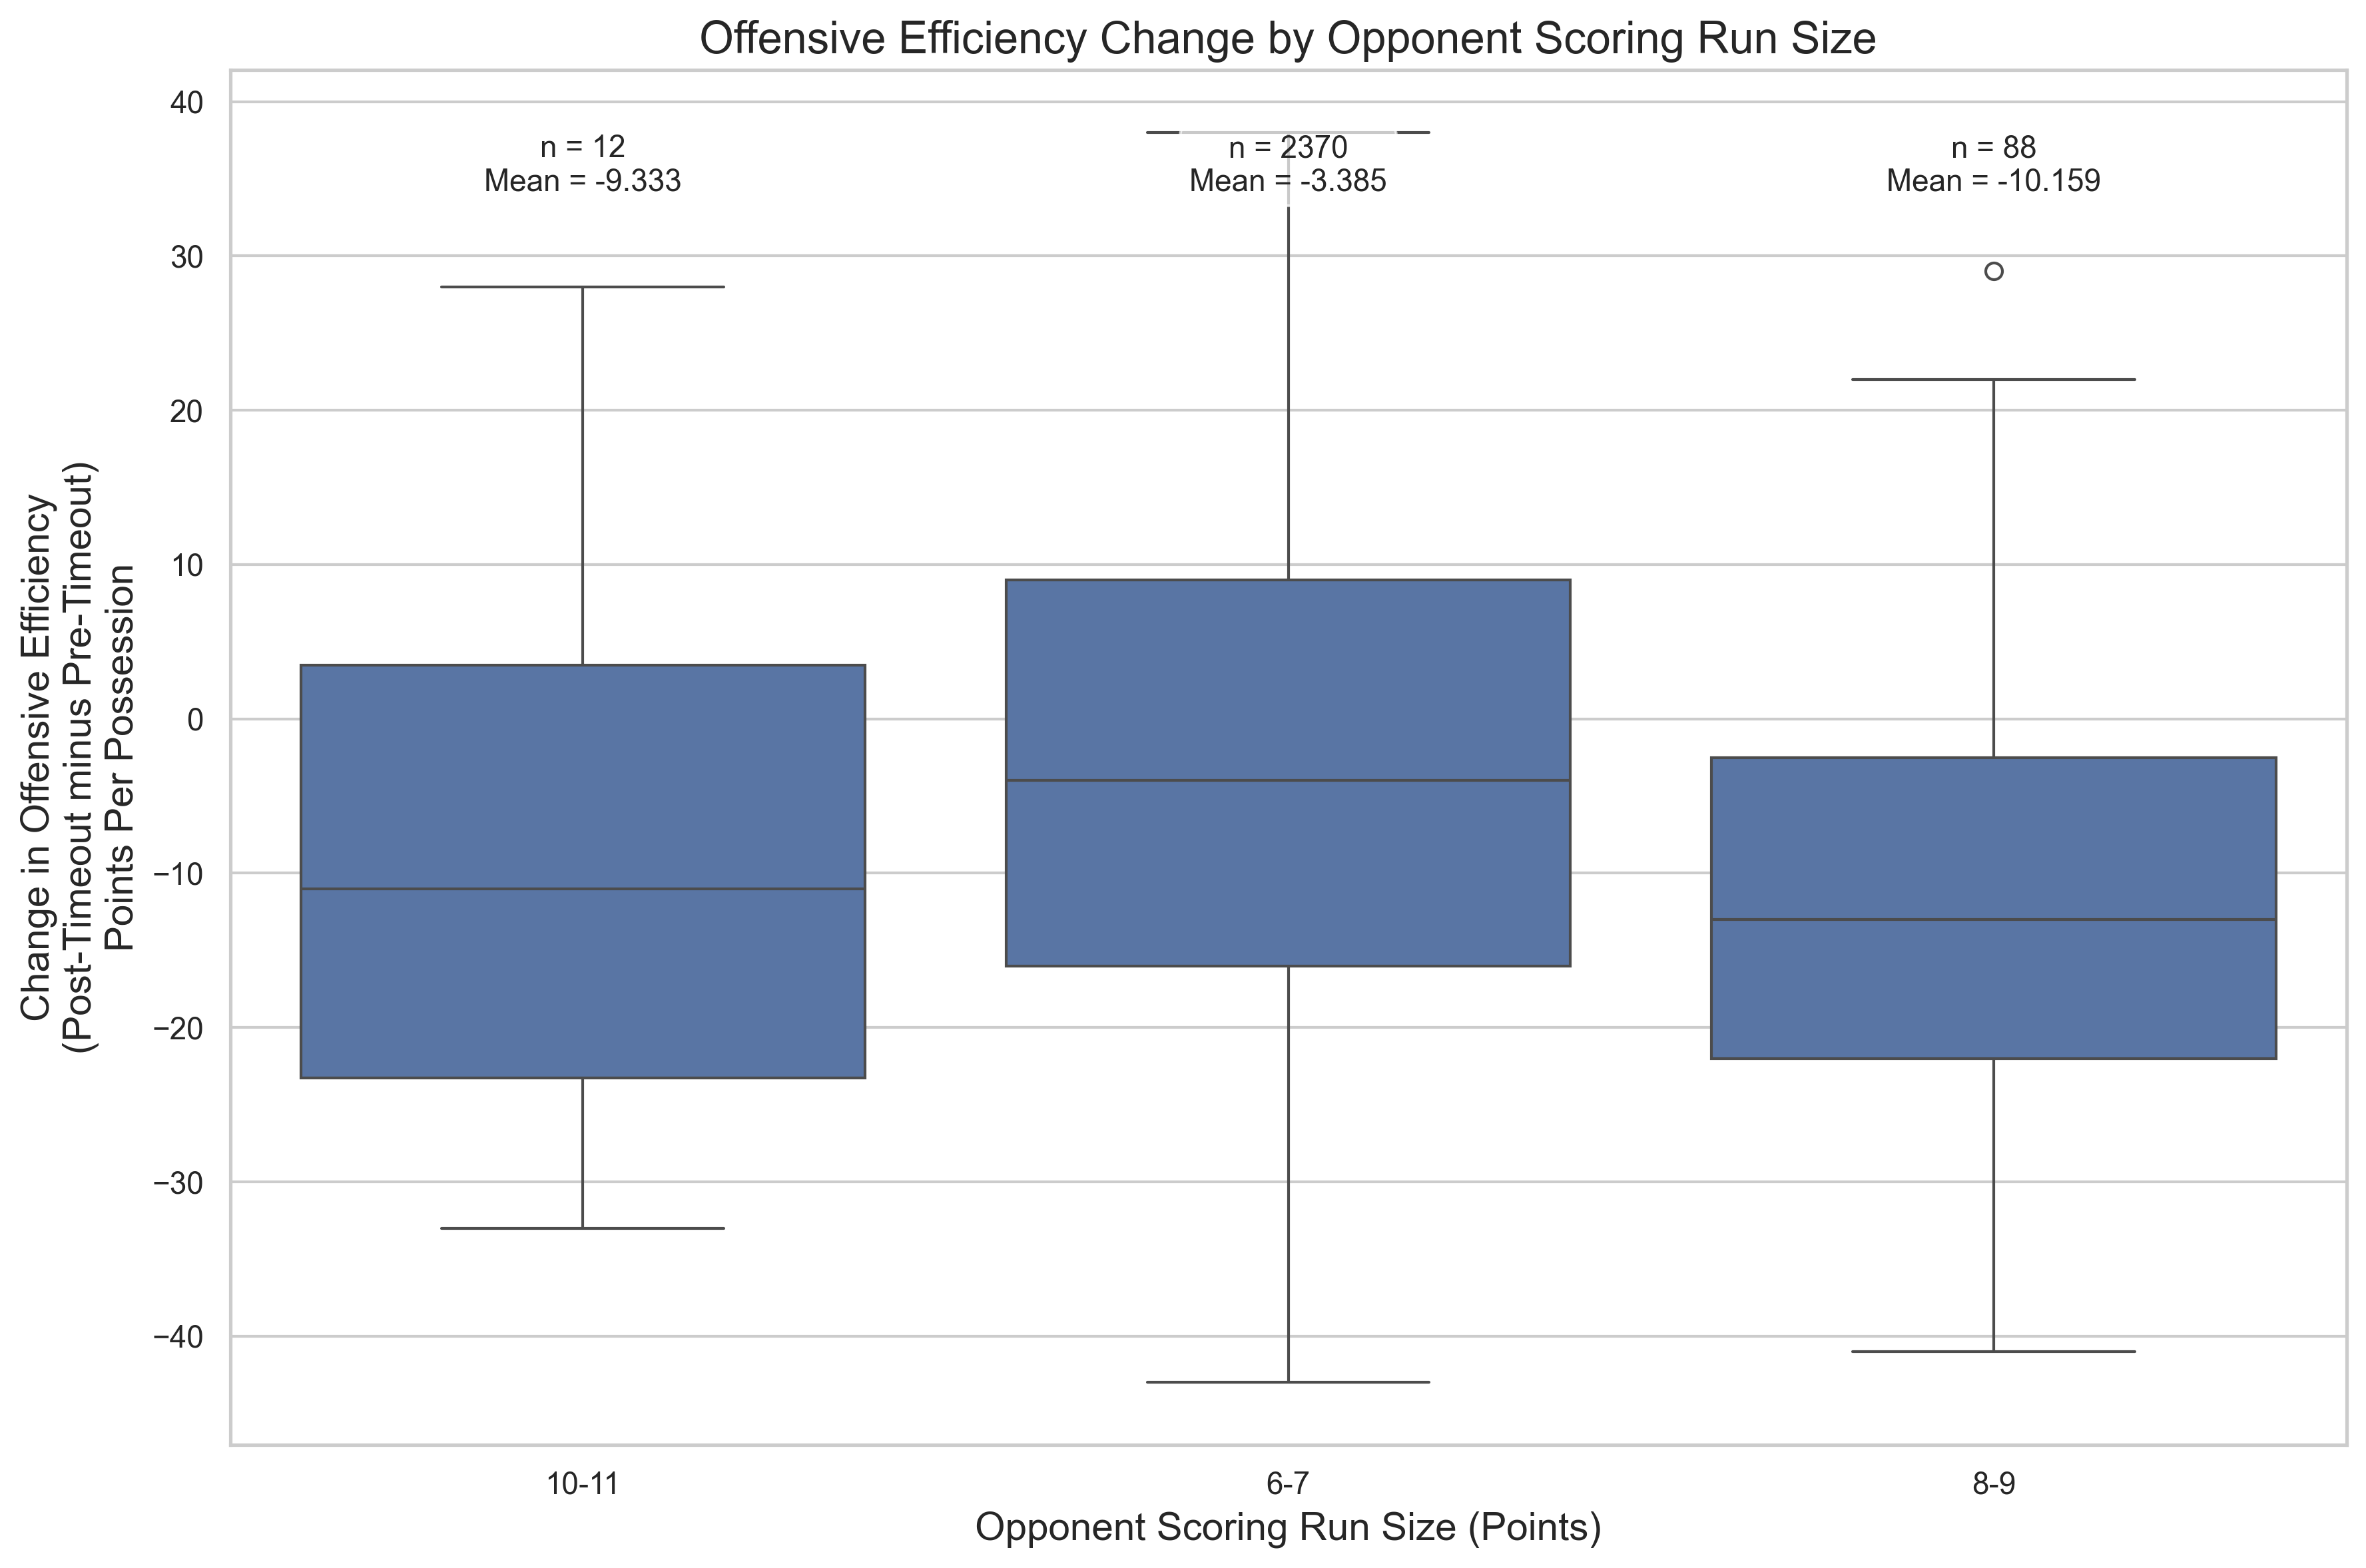 Offensive Efficiency Change by Opponent Scoring Run Size
Change in Offensive Efficiency
(Post-Timeout minus Pre-Timeout)
Points Per Possession
40
30
20
10
0
−10
−20
−30
−40
n = 12
Mean = -9.333
n = 2370
Mean = -3.385
n = 88
Mean = -10.159
10-11
6-7
8-9
Opponent Scoring Run Size (Points)